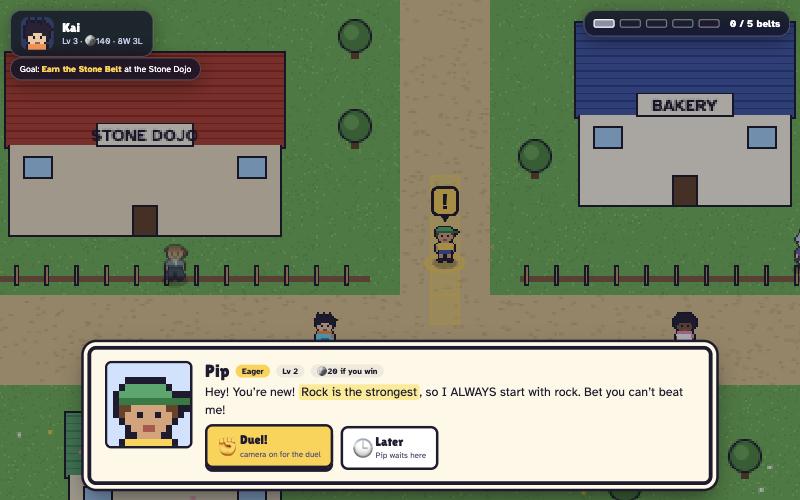 Kai
Lv 3 · 140 · 8W 3L
Goal: Earn the Stone Belt at the Stone Dojo
0 / 5 belts
STONE DOJO
BAKERY
!
Pip Eager Lv 2 20 if you win
Hey! You're new! Rock is the strongest, so I ALWAYS start with rock. Bet you can't beat
me!
Duel!
camera on for the duel
Later
Pip waits here